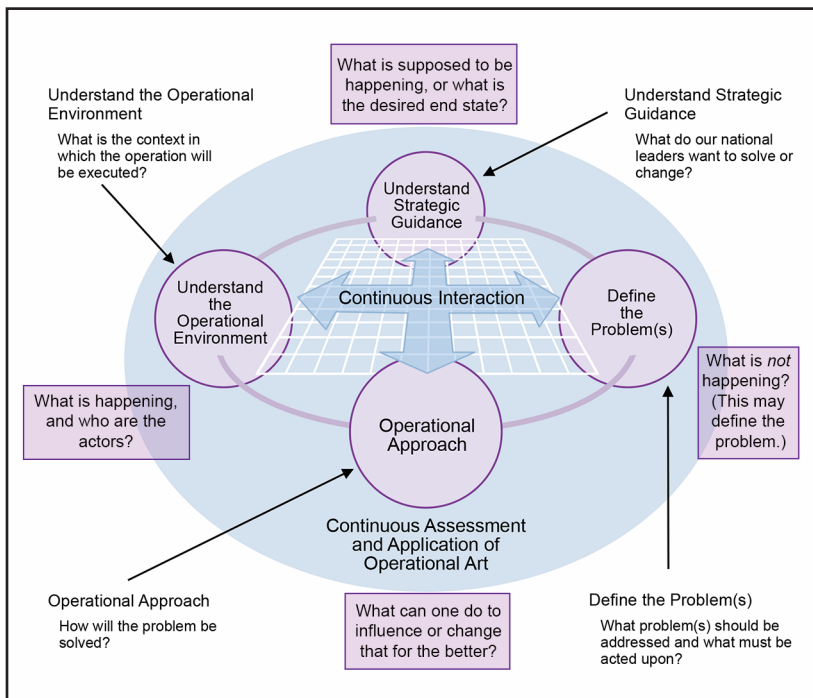 What is supposed to be
happening, or what is
the desired end state?
Understand the Operational
Environment
What is the context in
which the operation will
be executed?
Understand Strategic
Guidance
What do our national
leaders want to solve or
change?
Understand
Strategic
Guidance
Understand
the
Operational
Environment
Continuous Interaction
Define
the
Problem(s)
What is happening,
and who are the
actors?
What is not
happening?
(This may
define the
problem.)
Operational
Approach
Continuous Assessment
and Application of
Operational Art
Operational Approach
How will the problem be
solved?
What can one do to
influence or change
that for the better?
Define the Problem(s)
What problem(s) should be
addressed and what must be
acted upon?